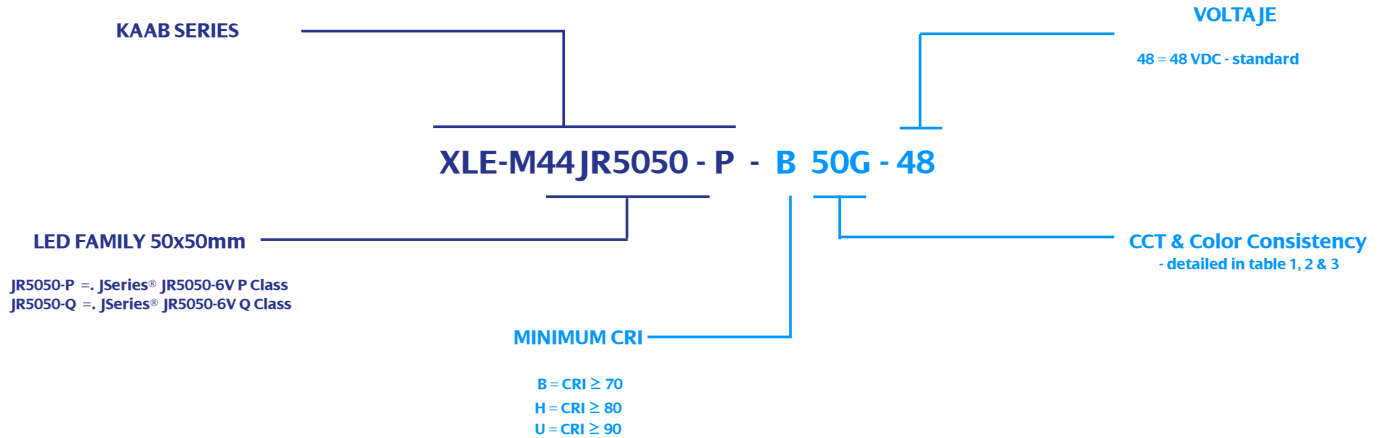 VOLTAJE
KAAB SERIES
48 = 48 VDC - standard
XLE-M44JR5050 - P - B 50G - 48
LED FAMILY 50x50mm
CCT & Color Consistency
- detailed in table 1, 2 & 3
JR5050-P =. JSeries® JR5050-6V P Class
JR5050-Q =. JSeries® JR5050-6V Q Class
MINIMUM CRI
B = CRI ≥ 70
H = CRI ≥ 80
U = CRI ≥ 90